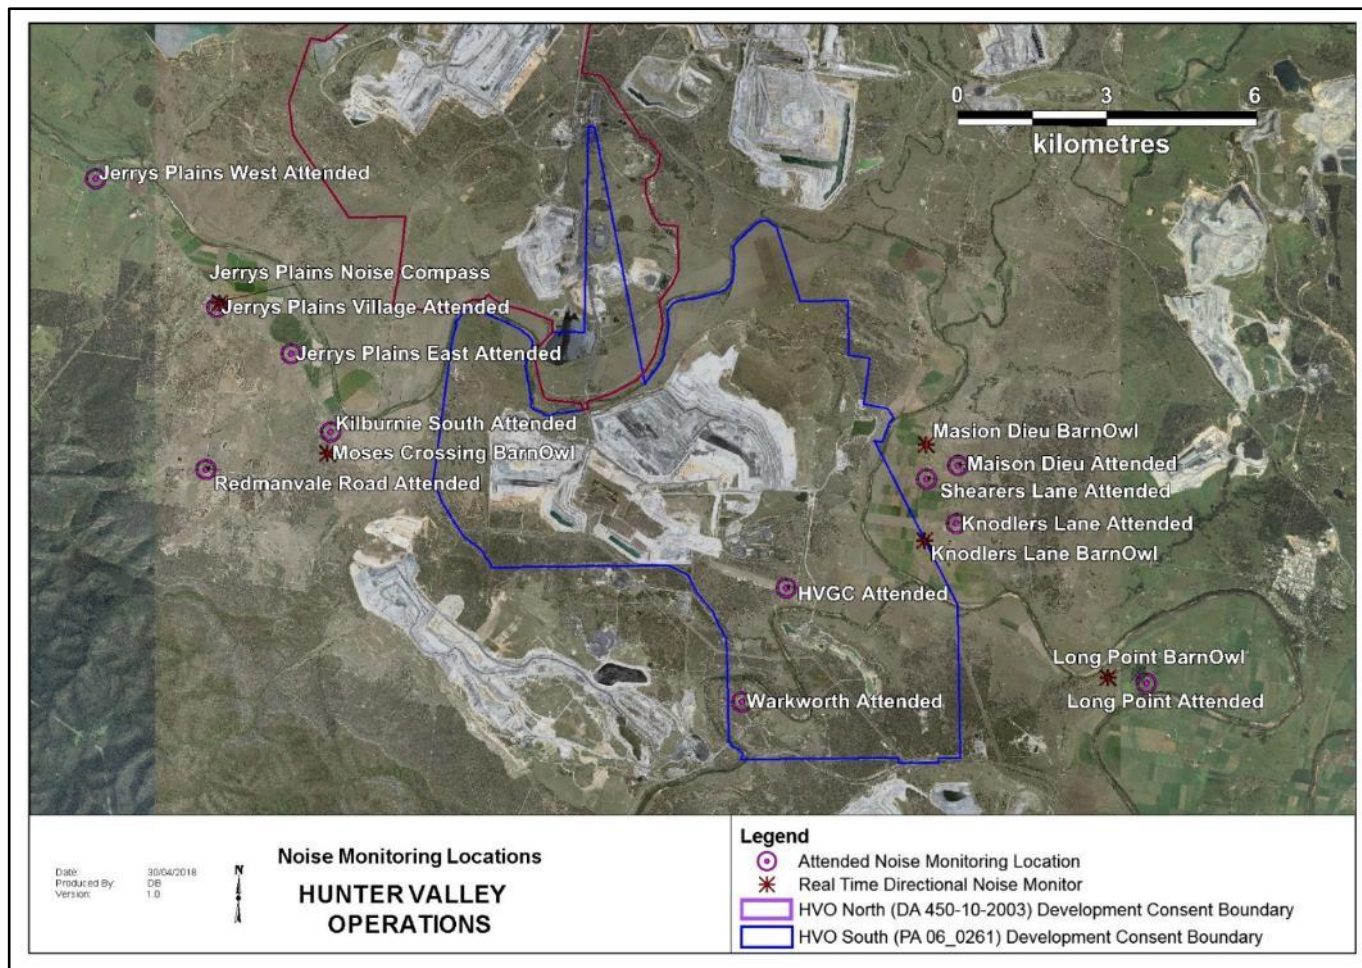 0 3 6
kilometres
Jerrys Plains West Attended
Jerrys Plains Noise Compass
Jerrys Plains Village Attended
Jerrys Plains East Attended
Kilburnie South Attended
Moses Crossing BarnOwl
Redmanvale Road Attended
Masion Dieu BarnOwl
Maison Dieu Attended
Shearers Lane Attended
Knodlers Lane Attended
Knodlers Lane BarnOwl
HVGC Attended
Long Point BarnOwl
Long Point Attended
Warkworth Attended
Date: 30/04/2018
Produced By: DB
Version: 1.0
N
Noise Monitoring Locations
HUNTER VALLEY
OPERATIONS
Legend
Attended Noise Monitoring Location
Real Time Directional Noise Monitor
HVO North (DA 450-10-2003) Development Consent Boundary
HVO South (PA 06_0261) Development Consent Boundary